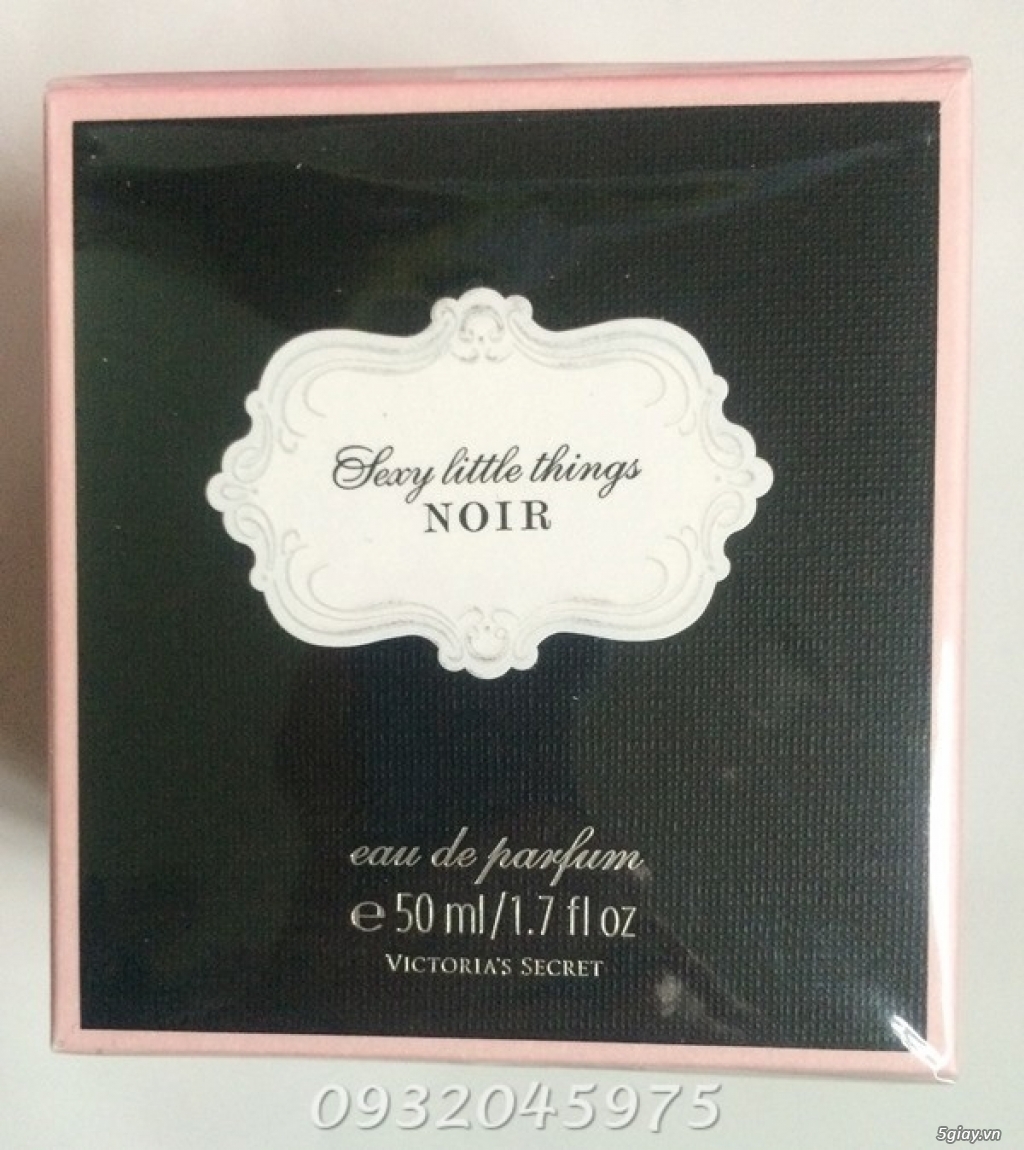 Sexy little things
NOIR
eau de parfum
℮ 50 ml/1.7 fl oz
VICTORIA'S SECRET
0932045975
5giay.vn